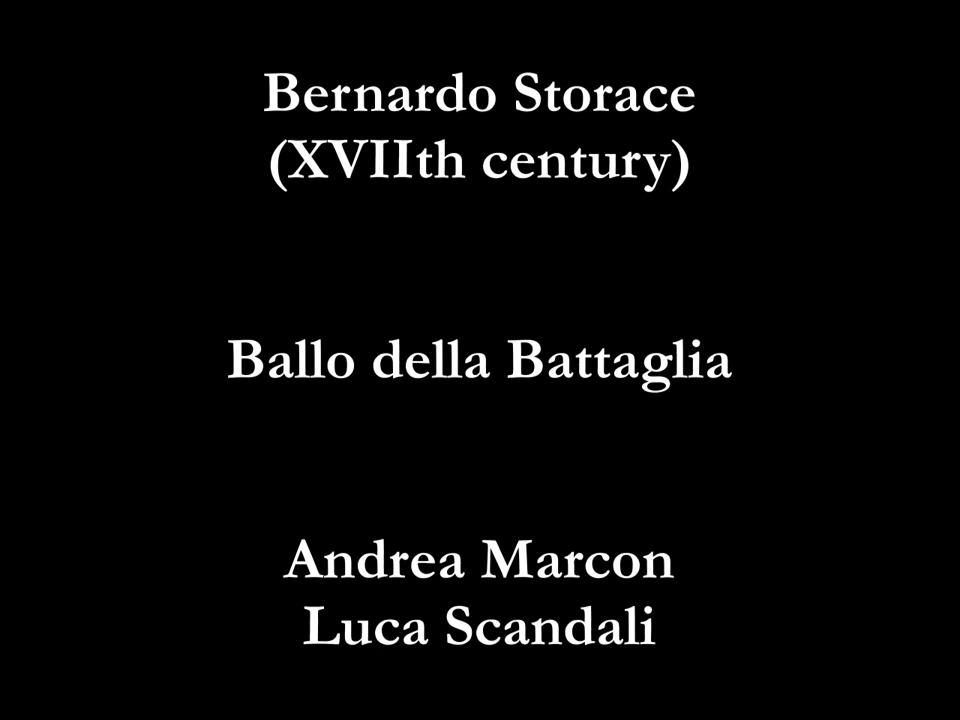 Bernardo Storace
(XVIIth century)
Ballo della Battaglia
Andrea Marcon
Luca Scandali